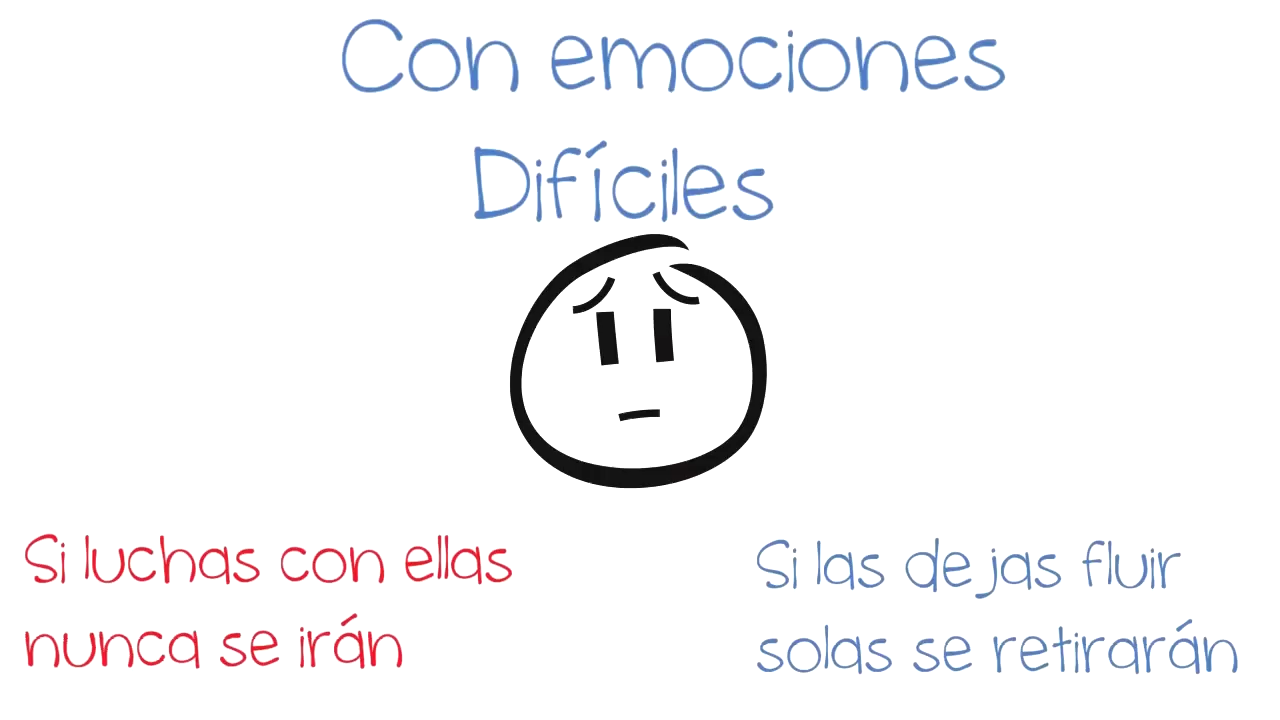 Con emociones
Difíciles
Si luchas con ellas
nunca se irán
Si las dejas fluir
solas se retirarán